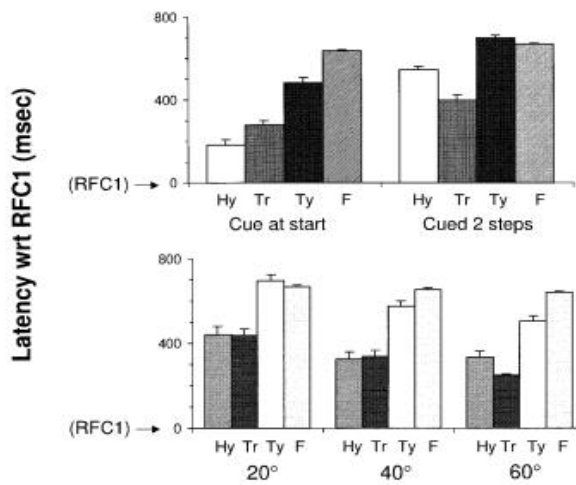 Latency wrt RFC1 (msec)
800
400
0
(RFC1)
Hy Tr Ty F Hy Tr Ty F
Cue at start Cued 2 steps
800
400
0
(RFC1)
Hy Tr Ty F Hy Tr Ty F Hy Tr Ty F
20° 40° 60°